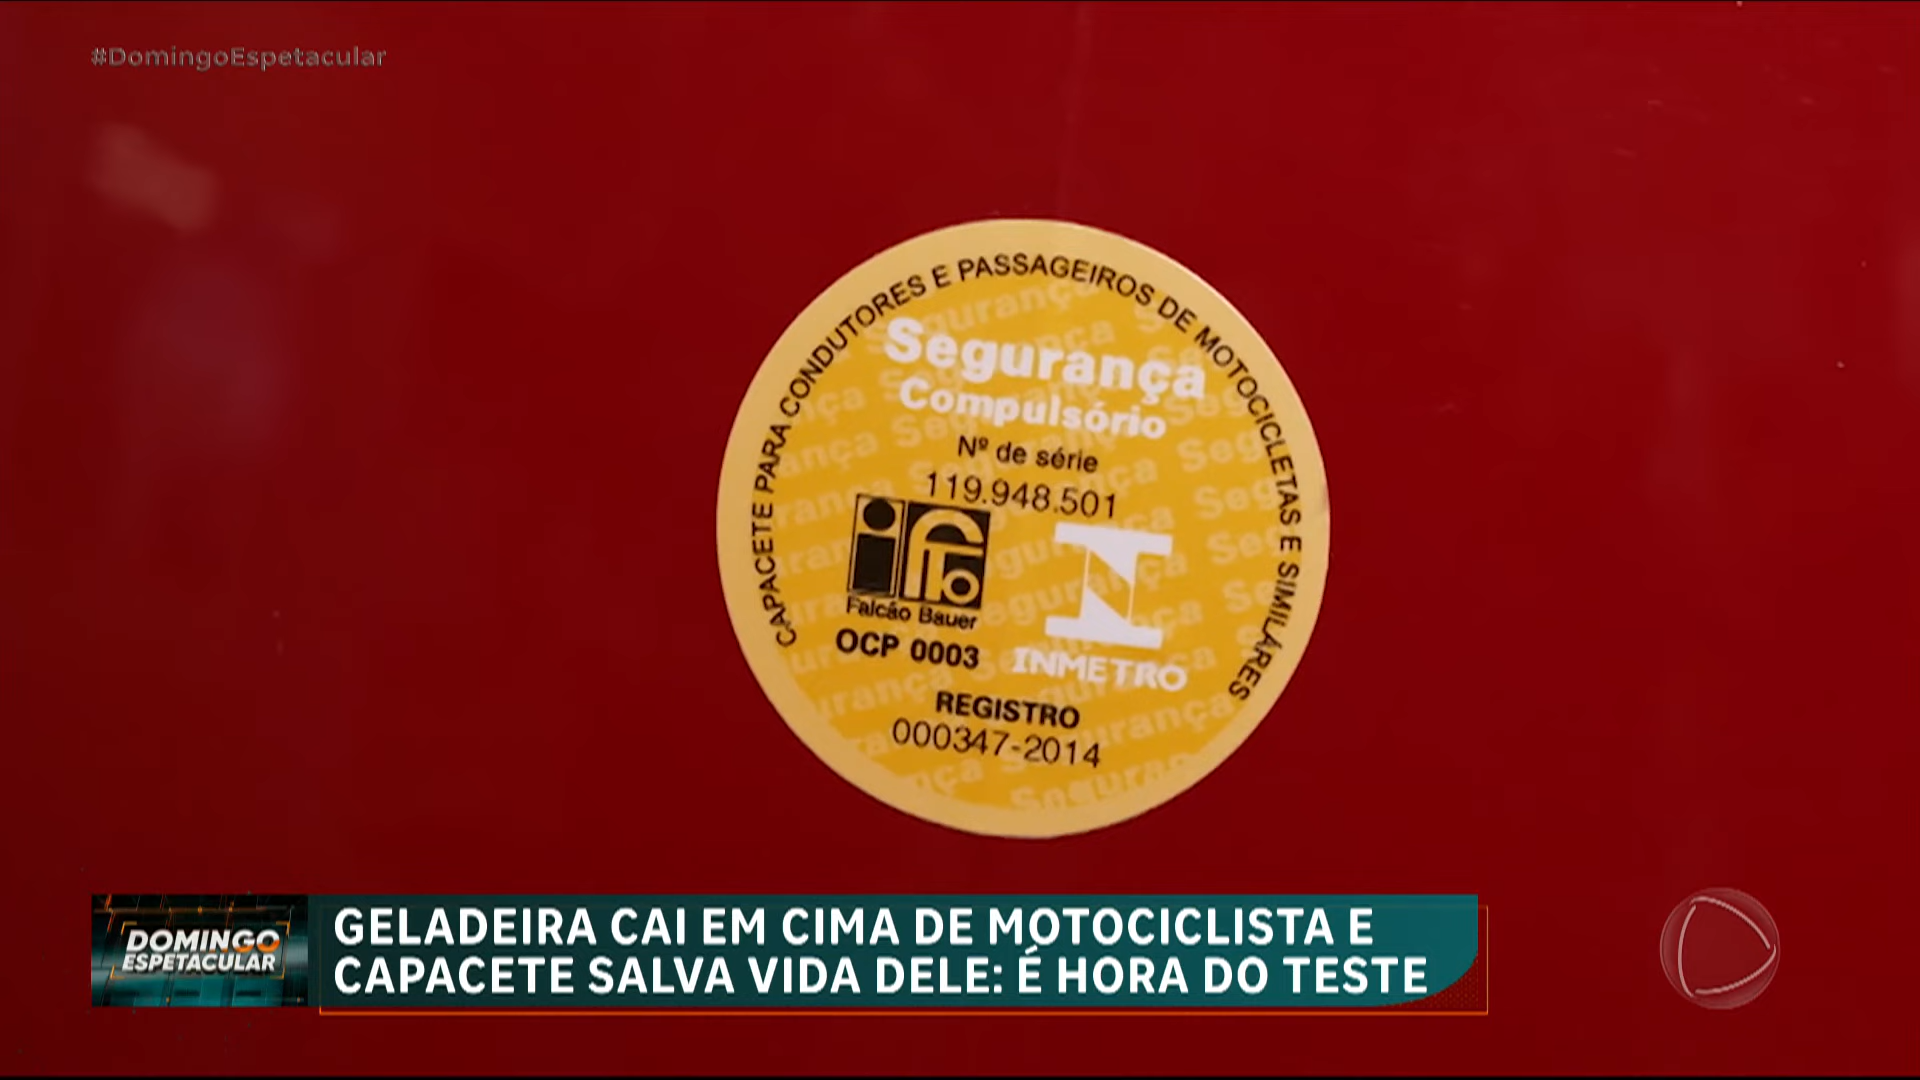 #DomingoEspetacular
CAPACETE PARA CONDUTORES E PASSAGEIROS DE MOTOCICLETAS E SIMILARES
Segurança
Compulsório
Nº de série
119.948.501
ifb
Falcão Bauer
OCP 0003
INMETRO
REGISTRO
000347-2014
DOMINGO
ESPETACULAR
GELADEIRA CAI EM CIMA DE MOTOCICLISTA E
CAPACETE SALVA VIDA DELE: É HORA DO TESTE